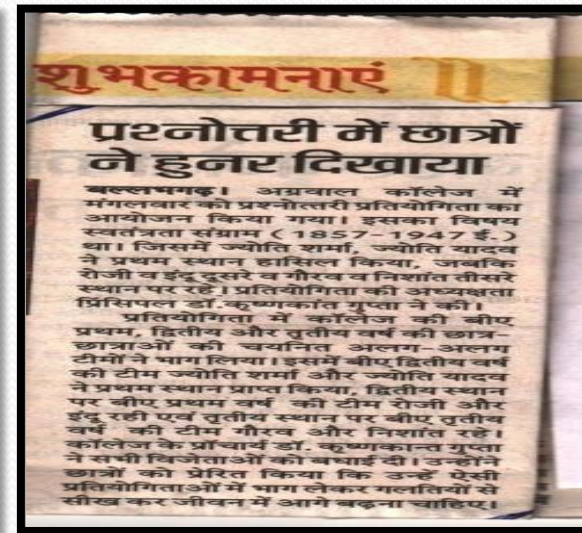 शुभकामनाएं
प्रश्नोत्तरी में छात्रों
ने हुनर दिखाया
बल्लभगढ़। अग्रवाल कॉलेज में
मंगलवार को प्रश्नोत्तरी प्रतियोगिता का
आयोजन किया गया। इसका विषय
स्वतंत्रता संग्राम (1857-1947 ई.)
था। जिसमें ज्योति शर्मा, ज्योति यादव
ने प्रथम स्थान हासिल किया, जबकि
रोजी व इंदू दूसरे व गौरव व निशांत तीसरे
स्थान पर रहे। प्रतियोगिता की अध्यक्षता
प्रिंसिपल डॉ.कृष्णकांत गुप्ता ने की।
प्रतियोगिता में कॉलेज की बीए
प्रथम, द्वितीय और तृतीय वर्ष की छात्र-
छात्राओं की चयनित अलग-अलग
टीमों ने भाग लिया। इसमें बीए द्वितीय वर्ष
की टीम ज्योति शर्मा और ज्योति यादव
ने प्रथम स्थान प्राप्त किया, द्वितीय स्थान
पर बीए प्रथम वर्ष की टीम रोजी और
इंदू रही एवं तृतीय स्थान पर बीए तृतीय
वर्ष की टीम गौरव और निशांत रहे।
कॉलेज के प्राचार्य डॉ. कृष्णकान्त गुप्ता
ने सभी विजेताओं को बधाई दी। उन्होंने
छात्रों को प्रेरित किया कि उन्हें ऐसी
प्रतियोगिताओं में भाग लेकर गलतियों से
सीख कर जीवन में आगे बढ़ना चाहिए।